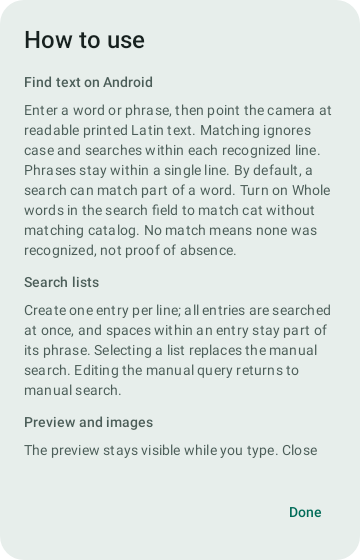 How to use
Find text on Android
Enter a word or phrase, then point the camera at
readable printed Latin text. Matching ignores
case and searches within each recognized line.
Phrases stay within a single line. By default, a
search can match part of a word. Turn on Whole
words in the search field to match cat without
matching catalog. No match means none was
recognized, not proof of absence.
Search lists
Create one entry per line; all entries are searched
at once, and spaces within an entry stay part of
its phrase. Selecting a list replaces the manual
search. Editing the manual query returns to
manual search.
Preview and images
The preview stays visible while you type. Close
Done